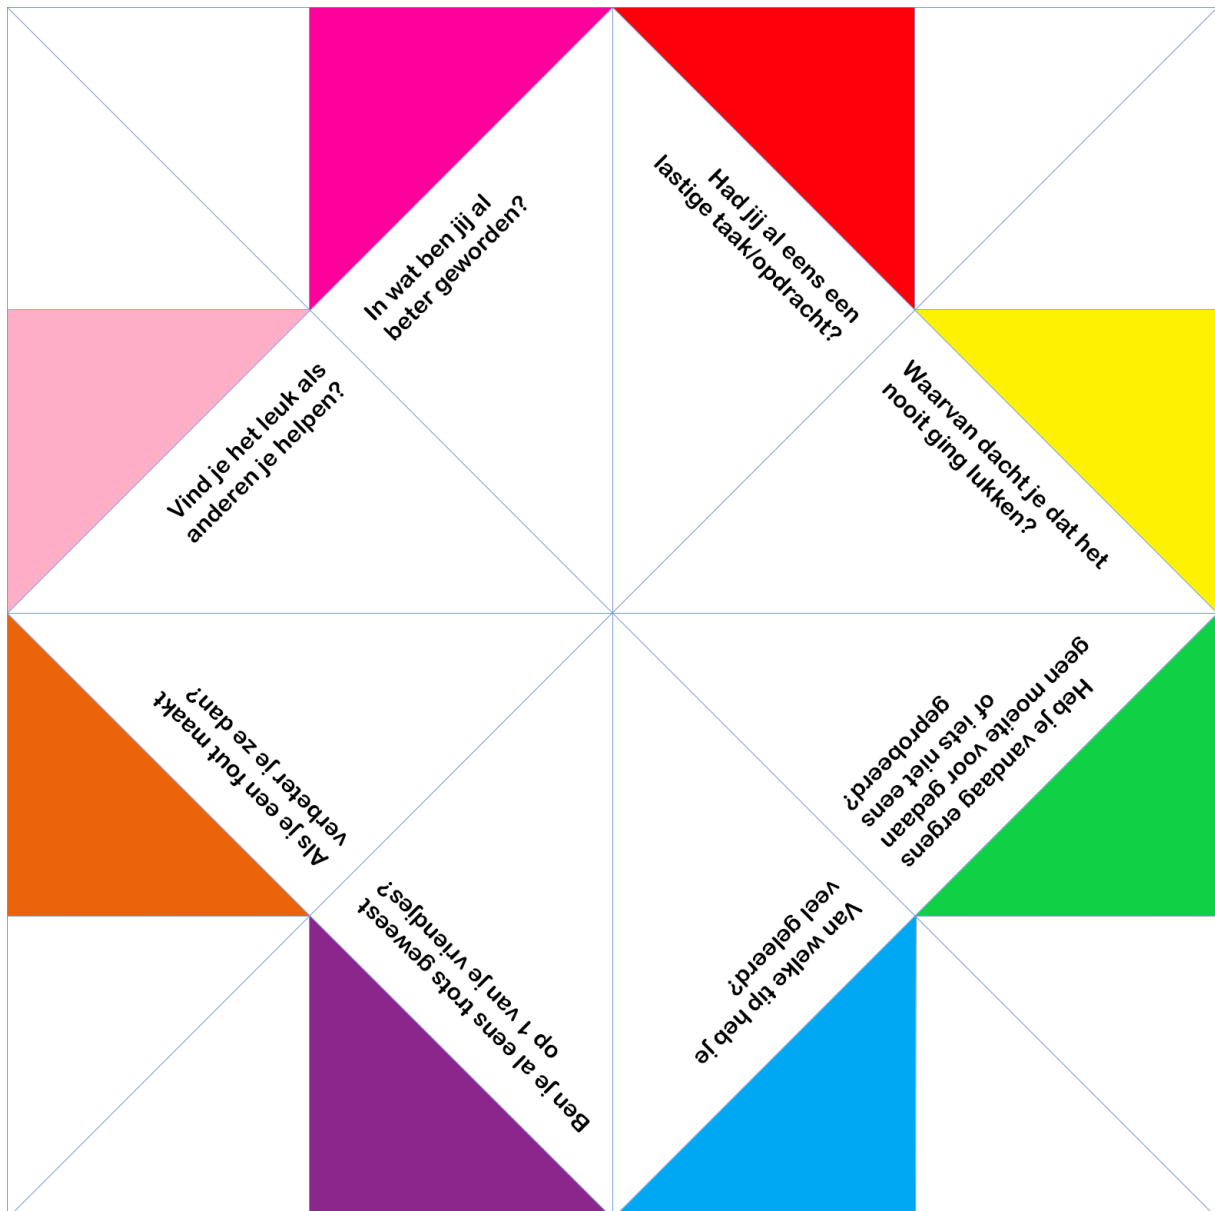 In wat ben jij al
beter geworden?
Had jij al eens een
lastige taak/opdracht?
Vind je het leuk als
anderen je helpen?
Waarvan dacht je dat het
nooit ging lukken?
Als je een fout maakt
verbeter je ze dan?
Heb je vandaag ergens
geen moeite voor gedaan
of iets niet eens
geprobeerd?
Ben je al eens trots geweest
op 1 van je vriendjes?
Van welke tip heb je
veel geleerd?